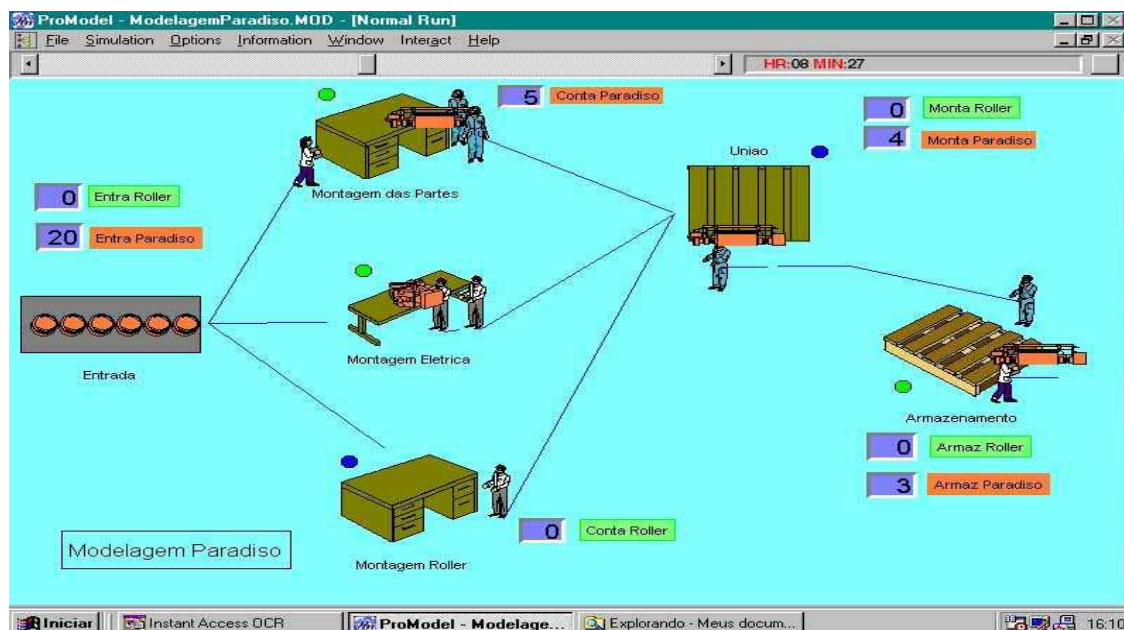 ProModel - ModelagemParadiso.MOD - [Normal Run]
File Simulation Options Information Window Interact Help
HR:08 MIN:27
5 Conta Paradiso
0 Monta Roller
4 Monta Paradiso
Uniao
Montagem das Partes
0 Entra Roller
20 Entra Paradiso
Montagem Eletrica
Entrada
Armazenamento
0 Armaz Roller
3 Armaz Paradiso
0 Conta Roller
Modelagem Paradiso
Montagem Roller
Iniciar Instant Access OCR ProModel - Modelage... Explorando - Meus docum... 16:10